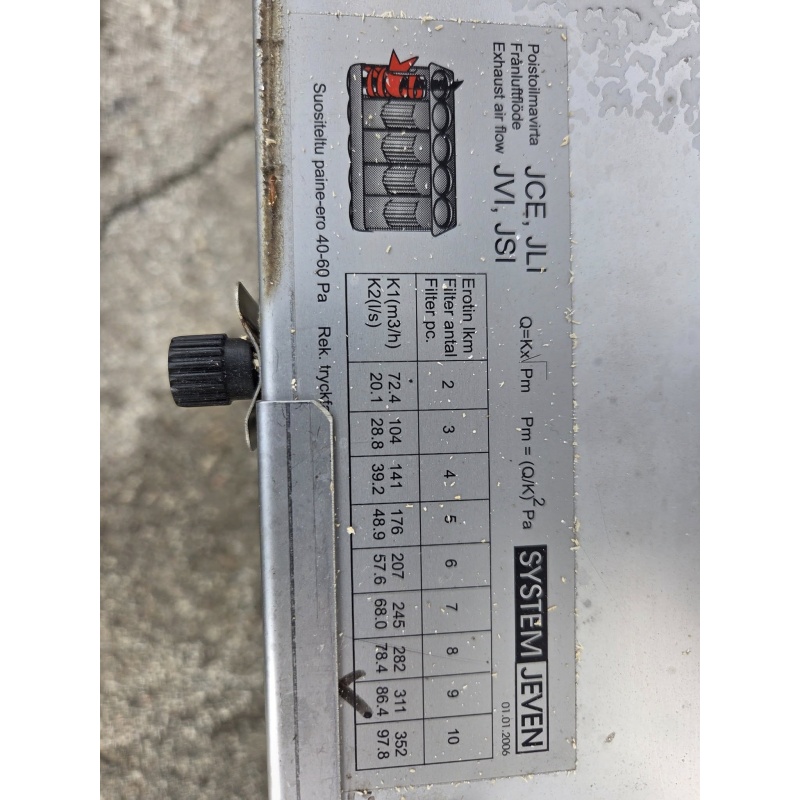 Poistoilmavirta
Frånluftflöde
Exhaust air flow
JCE, JLI
JVI, JSI
Q=Kx√Pm Pm = (Q/K)2 Pa
SYSTEM JEVEN
01.01.2006
Erotin lkm
Filter antal
Filter pc. 2 3 4 5 6 7 8 9 10
K1(m3/h) 72.4 104 141 176 207 245 282 311 352
K2(l/s) 20.1 28.8 39.2 48.9 57.6 68.0 78.4 86.4 97.8
Suositeltu paine-ero 40-60 Pa Rek.